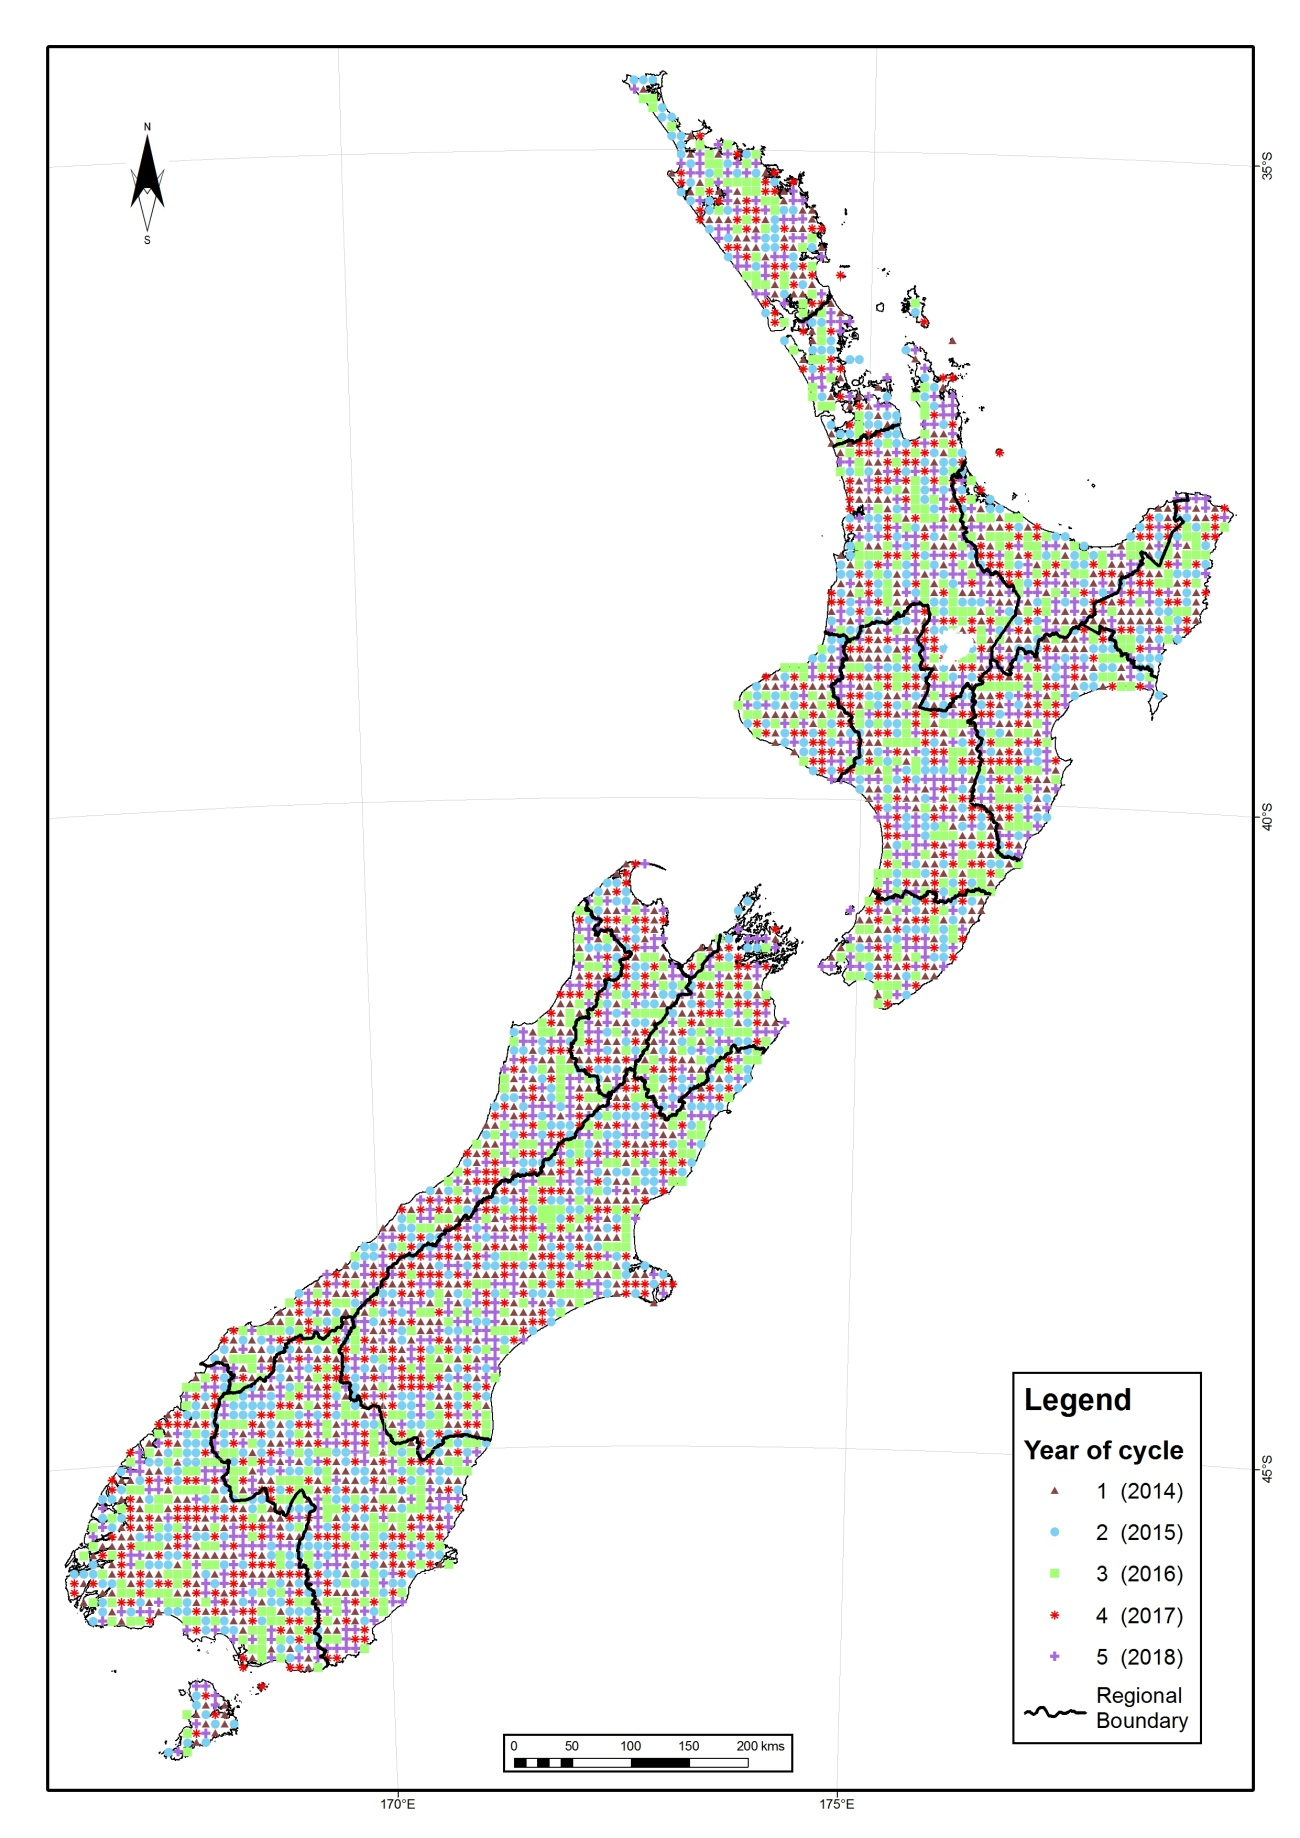 N
S
35°S
40°S
45°S
Legend
Year of cycle
1 (2014)
2 (2015)
3 (2016)
4 (2017)
5 (2018)
Regional
Boundary
0 50 100 150 200 kms
170°E 175°E